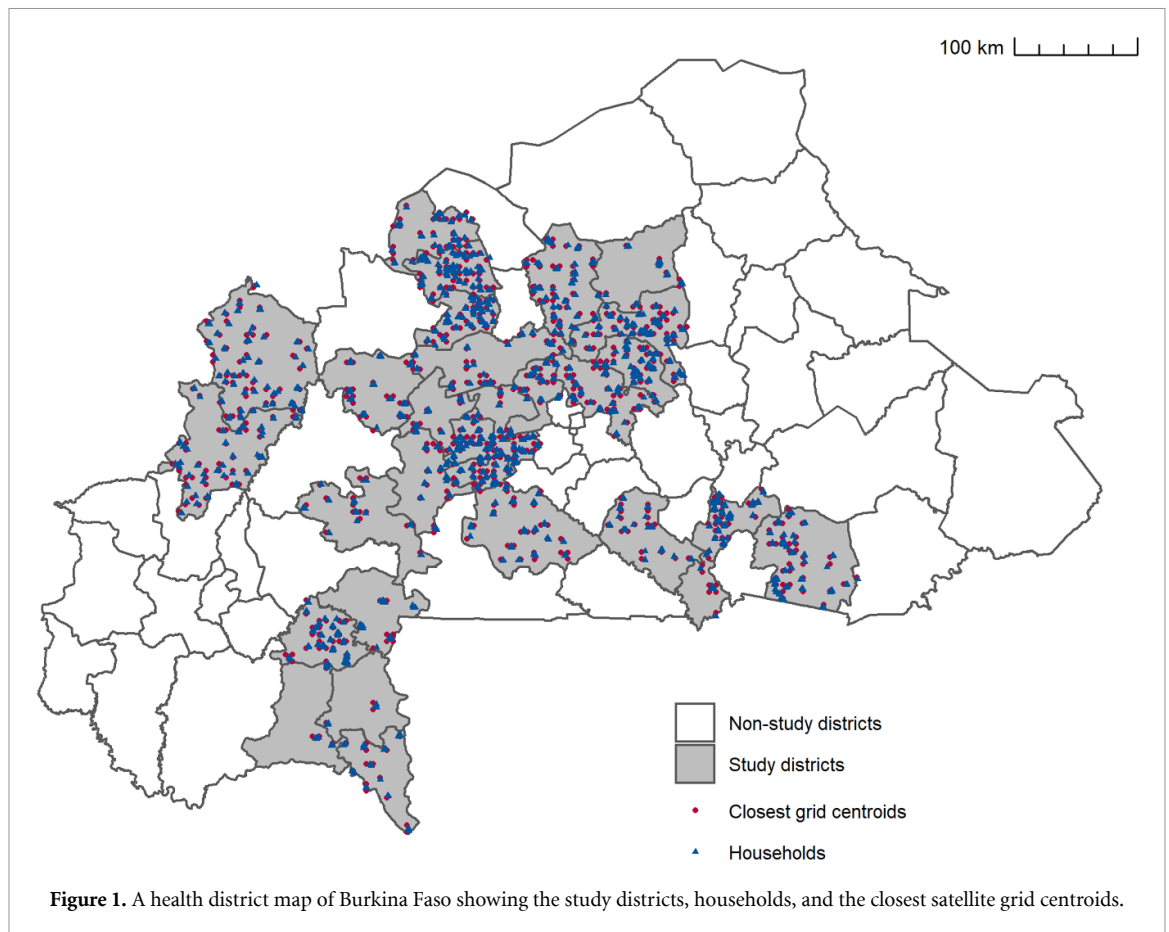 100 km
Non-study districts
Study districts
Closest grid centroids
Households
Figure 1. A health district map of Burkina Faso showing the study districts, households, and the closest satellite grid centroids.